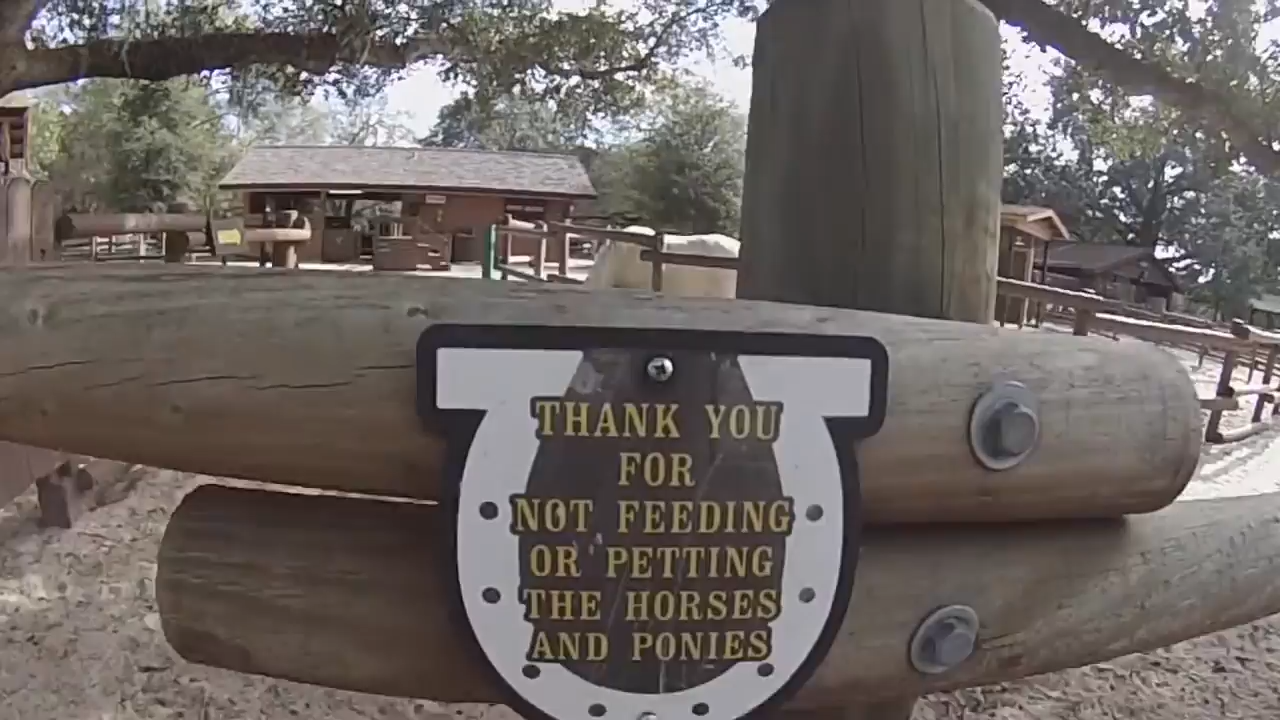 THANK YOU
FOR
NOT FEEDING
OR PETTING
THE HORSES
AND PONIES